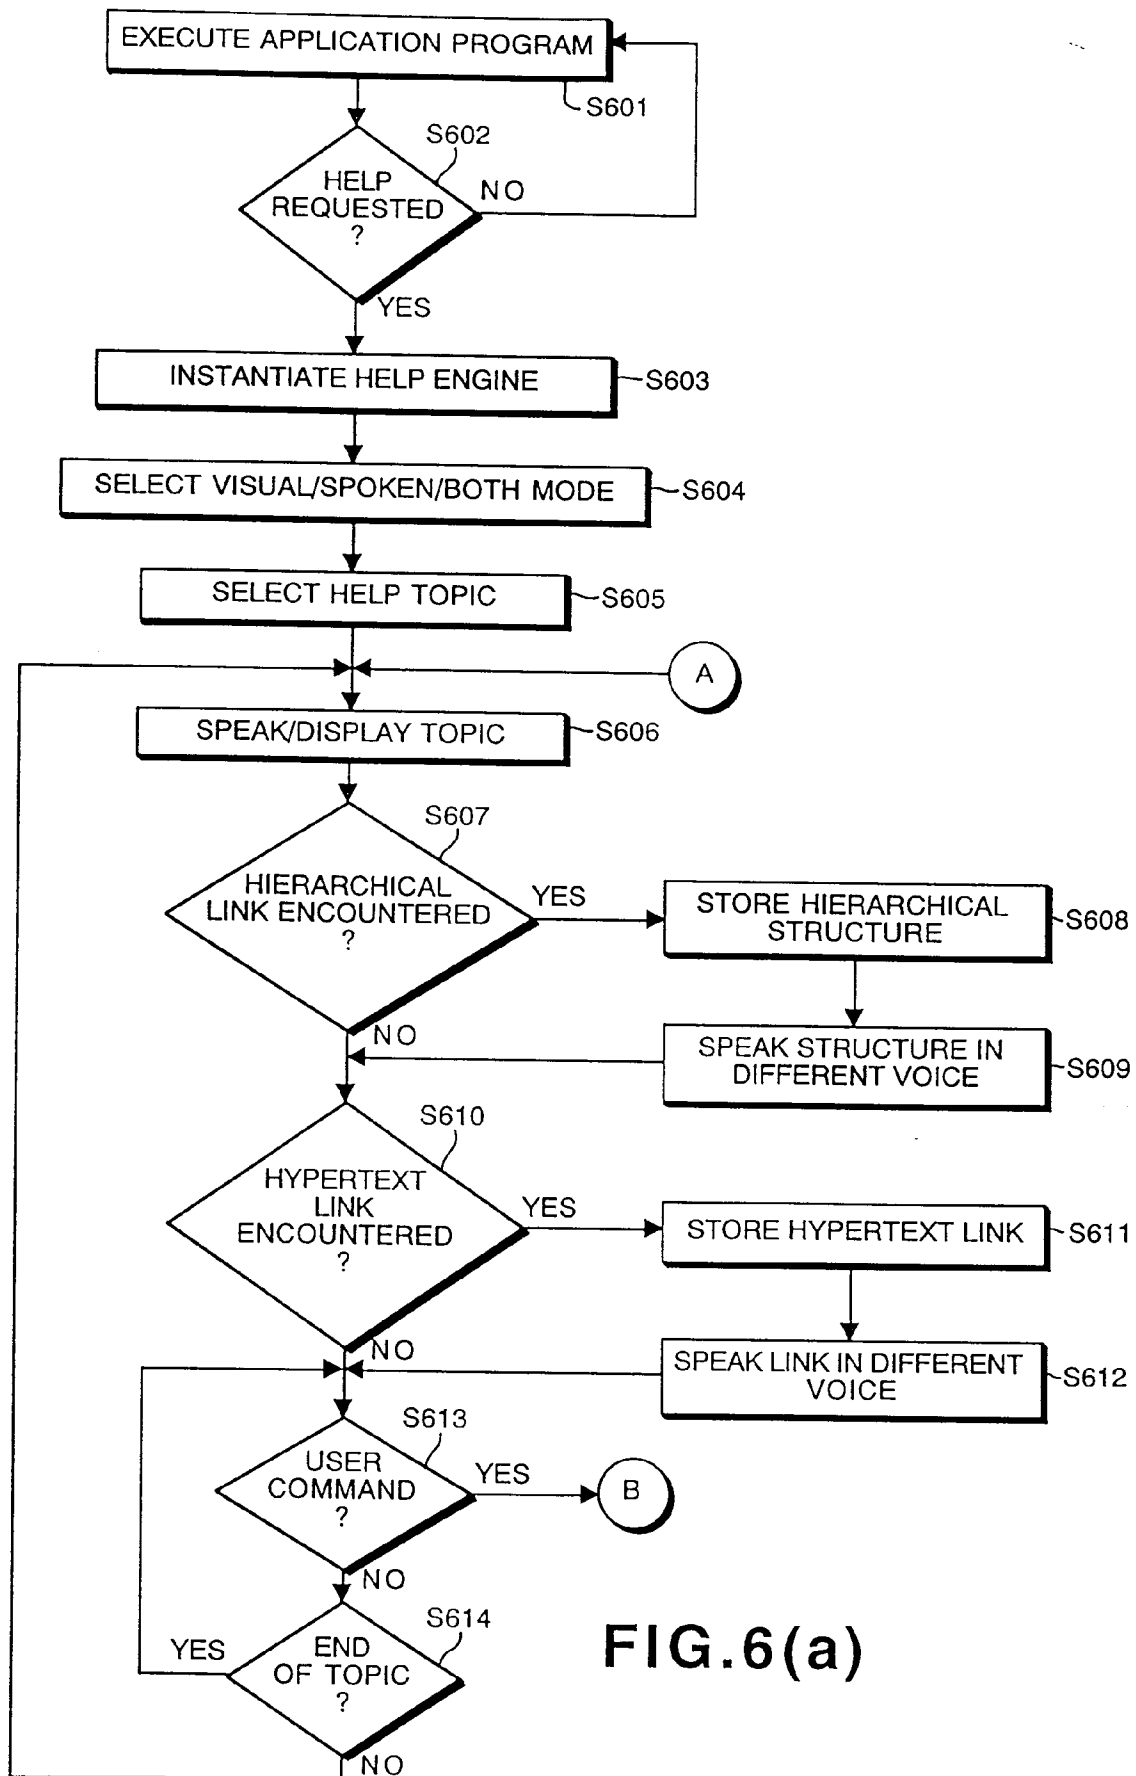 EXECUTE APPLICATION PROGRAM
S601
S602
HELP
REQUESTED
?
NO
YES
INSTANTIATE HELP ENGINE
S603
SELECT VISUAL/SPOKEN/BOTH MODE
S604
SELECT HELP TOPIC
S605
A
SPEAK/DISPLAY TOPIC
S606
S607
HIERARCHICAL
LINK ENCOUNTERED
?
YES
STORE HIERARCHICAL
STRUCTURE
S608
NO
SPEAK STRUCTURE IN
DIFFERENT VOICE
S609
S610
HYPERTEXT
LINK
ENCOUNTERED
?
YES
STORE HYPERTEXT LINK
S611
NO
SPEAK LINK IN DIFFERENT
VOICE
S612
S613
USER
COMMAND
?
YES
B
NO
S614
END
OF TOPIC
?
YES
NO
FIG.6(a)